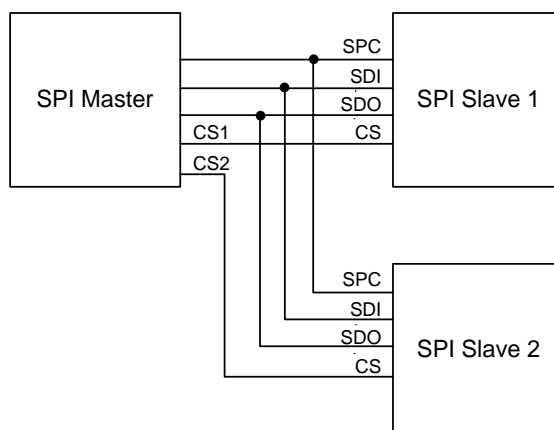 SPI Master
CS1
CS2
SPC
SDI
SDO
CS
SPI Slave 1
SPC
SDI
SDO
CS
SPI Slave 2